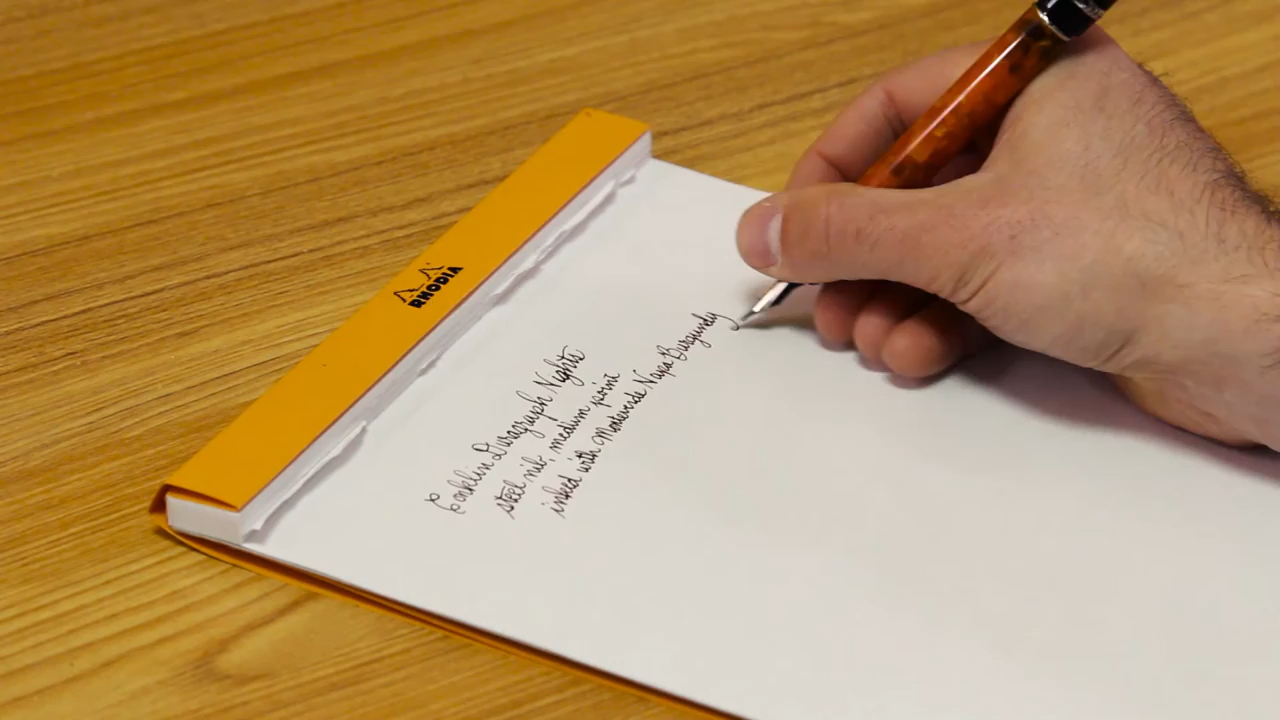 RHODIA
Conklin Duragraph Nights
steel nib, medium point
inked with Monteverde Napa Burgundy